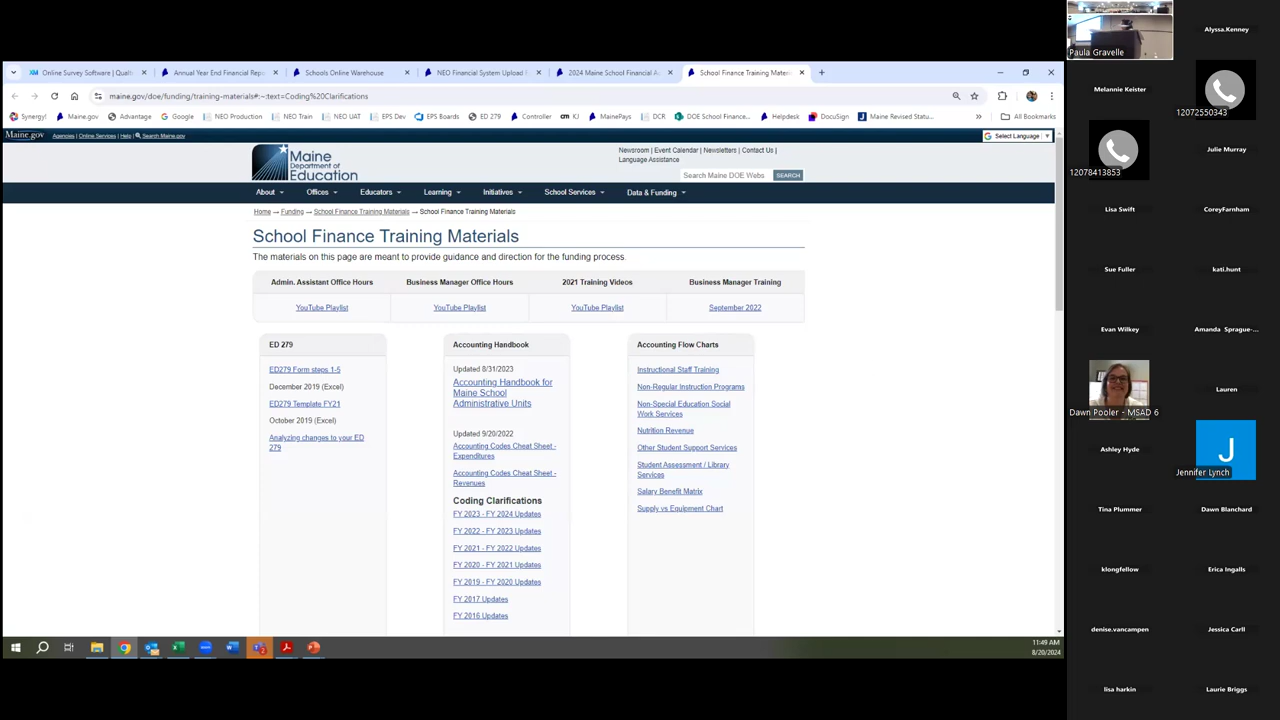 Online Survey Software | Qualt
Annual Year End Financial Repo
Schools Online Warehouse
NEO Financial System Upload F
2024 Maine School Financial A
School Finance Training Materia
maine.gov/doe/funding/training-materials#:~:text=Coding%20Clarifications
Synergy! Maine.gov Advantage Google NEO Production NEO Train NEO UAT EPS Dev EPS Boards ED 279 Controller KJ MainePays DCR DOE School Finance... Helpdesk DocuSign Maine Revised Statu... » All Bookmarks
Maine.gov Agencies | Online Services | Help | Search Maine.gov
Select Language
Maine
Department of
Education
Newsroom | Event Calendar | Newsletters | Contact Us |
Language Assistance
Search Maine DOE Webs SEARCH
About Offices Educators Learning Initiatives School Services Data & Funding
Home → Funding → School Finance Training Materials → School Finance Training Materials
School Finance Training Materials
The materials on this page are meant to provide guidance and direction for the funding process.
Admin. Assistant Office Hours Business Manager Office Hours 2021 Training Videos Business Manager Training
YouTube Playlist YouTube Playlist YouTube Playlist September 2022
ED 279
ED279 Form steps 1-5
December 2019 (Excel)
ED279 Template FY21
October 2019 (Excel)
Analyzing changes to your ED
279
Accounting Handbook
Updated 8/31/2023
Accounting Handbook for
Maine School
Administrative Units
Updated 9/20/2022
Accounting Codes Cheat Sheet -
Expenditures
Accounting Codes Cheat Sheet -
Revenues
Coding Clarifications
FY 2023 - FY 2024 Updates
FY 2022 - FY 2023 Updates
FY 2021 - FY 2022 Updates
FY 2020 - FY 2021 Updates
FY 2019 - FY 2020 Updates
FY 2017 Updates
FY 2016 Updates
Accounting Flow Charts
Instructional Staff Training
Non-Regular Instruction Programs
Non-Special Education Social
Work Services
Nutrition Revenue
Other Student Support Services
Student Assessment / Library
Services
Salary Benefit Matrix
Supply vs Equipment Chart
11:49 AM
8/20/2024
Paula Gravelle
Alyssa.Kenney
Melannie Keister
12072550343
12078413853
Julie Murray
Lisa Swift
CoreyFarnham
Sue Fuller
kati.hunt
Evan Wilkey
Amanda Sprague-...
Dawn Pooler - MSAD 6
Lauren
Ashley Hyde
J
Jennifer Lynch
Tina Plummer
Dawn Blanchard
klongfellow
Erica Ingalls
denise.vancampen
Jessica Carll
lisa harkin
Laurie Briggs